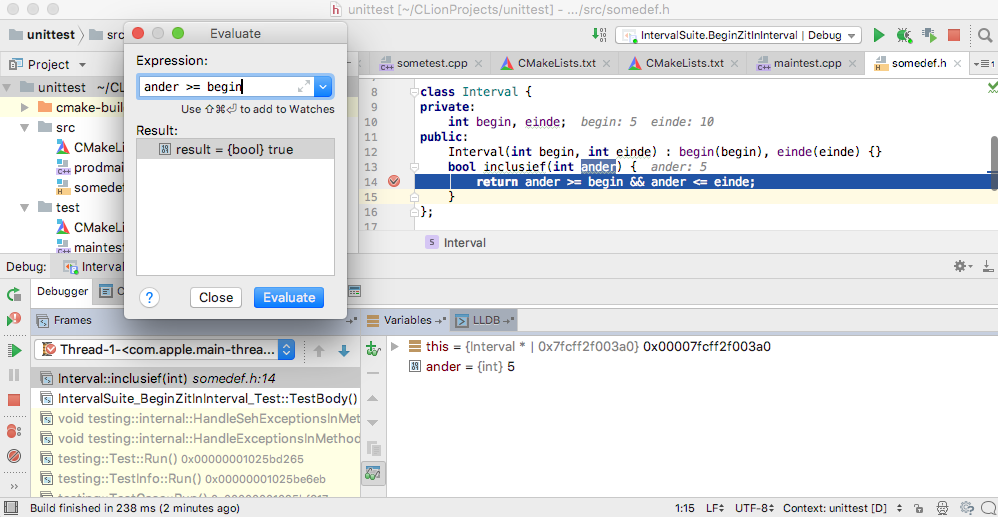 unittest [~/CLionProjects/unittest] - .../src/somedef.h
unittest
src
IntervalSuite.BeginZitInInterval | Debug
Evaluate
Expression:
ander >= begin
Use ⇧⌘⏎ to add to Watches
Result:
result = {bool} true
?
Close
Evaluate
Project
sometest.cpp
CMakeLists.txt
CMakeLists.txt
maintest.cpp
somedef.h
unittest ~/CL
cmake-buil
src
CMakeLis
prodmai
somedef
test
CMakeLis
maintes
8 class Interval {
9 private:
10 int begin, einde; begin: 5 einde: 10
11 public:
12 Interval(int begin, int einde) : begin(begin), einde(einde) {}
13 bool inclusief(int ander) { ander: 5
14 return ander >= begin && ander <= einde;
15 }
16 };
17
S Interval
Debug:
Interval
Debugger
Frames
Variables
LLDB
Thread-1-<com.apple.main-threa...
Interval::inclusief(int) somedef.h:14
IntervalSuite_BeginZitInInterval_Test::TestBody()
void testing::internal::HandleSehExceptionsInMet
void testing::internal::HandleExceptionsInMethod
testing::Test::Run() 0x00000001025bd265
testing::TestInfo::Run() 0x00000001025be6eb
this = {Interval * | 0x7fcff2f003a0} 0x00007fcff2f003a0
ander = {int} 5
Build finished in 238 ms (2 minutes ago)
1:15 LF÷ UTF-8÷ Context: unittest [D]